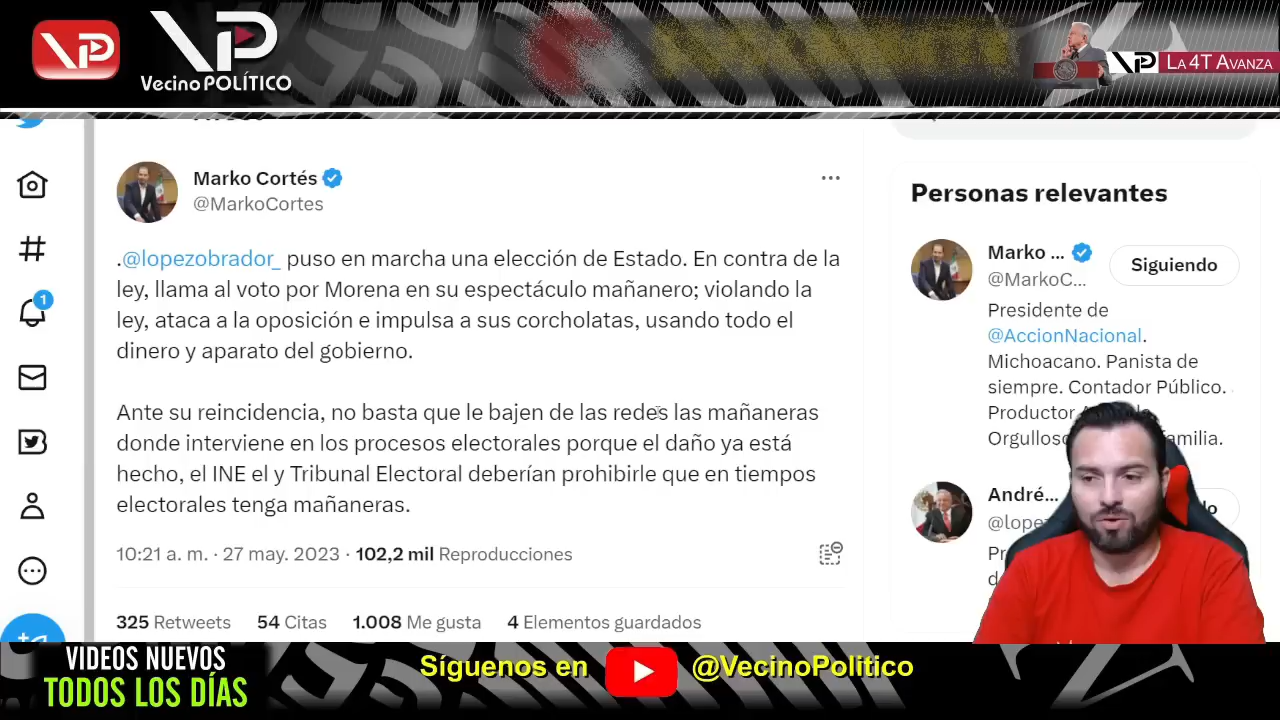 VP
VP
Vecino POLÍTICO
VP
La 4T Avanza
Marko Cortés
@MarkoCortes
.@lopezobrador_ puso en marcha una elección de Estado. En contra de la
ley, llama al voto por Morena en su espectáculo mañanero; violando la
ley, ataca a la oposición e impulsa a sus corcholatas, usando todo el
dinero y aparato del gobierno.
Ante su reincidencia, no basta que le bajen de las redes las mañaneras
donde interviene en los procesos electorales porque el daño ya está
hecho, el INE el y Tribunal Electoral deberían prohibirle que en tiempos
electorales tenga mañaneras.
10:21 a. m. · 27 may. 2023 · 102,2 mil Reproducciones
325 Retweets 54 Citas 1.008 Me gusta 4 Elementos guardados
1
Personas relevantes
Marko ...
@MarkoC...
Siguiendo
Presidente de
@AccionNacional.
Michoacano. Panista de
siempre. Contador Público.
Productor
Orgulloso
André...
VIDEOS NUEVOS
TODOS LOS DÍAS
Síguenos en @VecinoPolitico